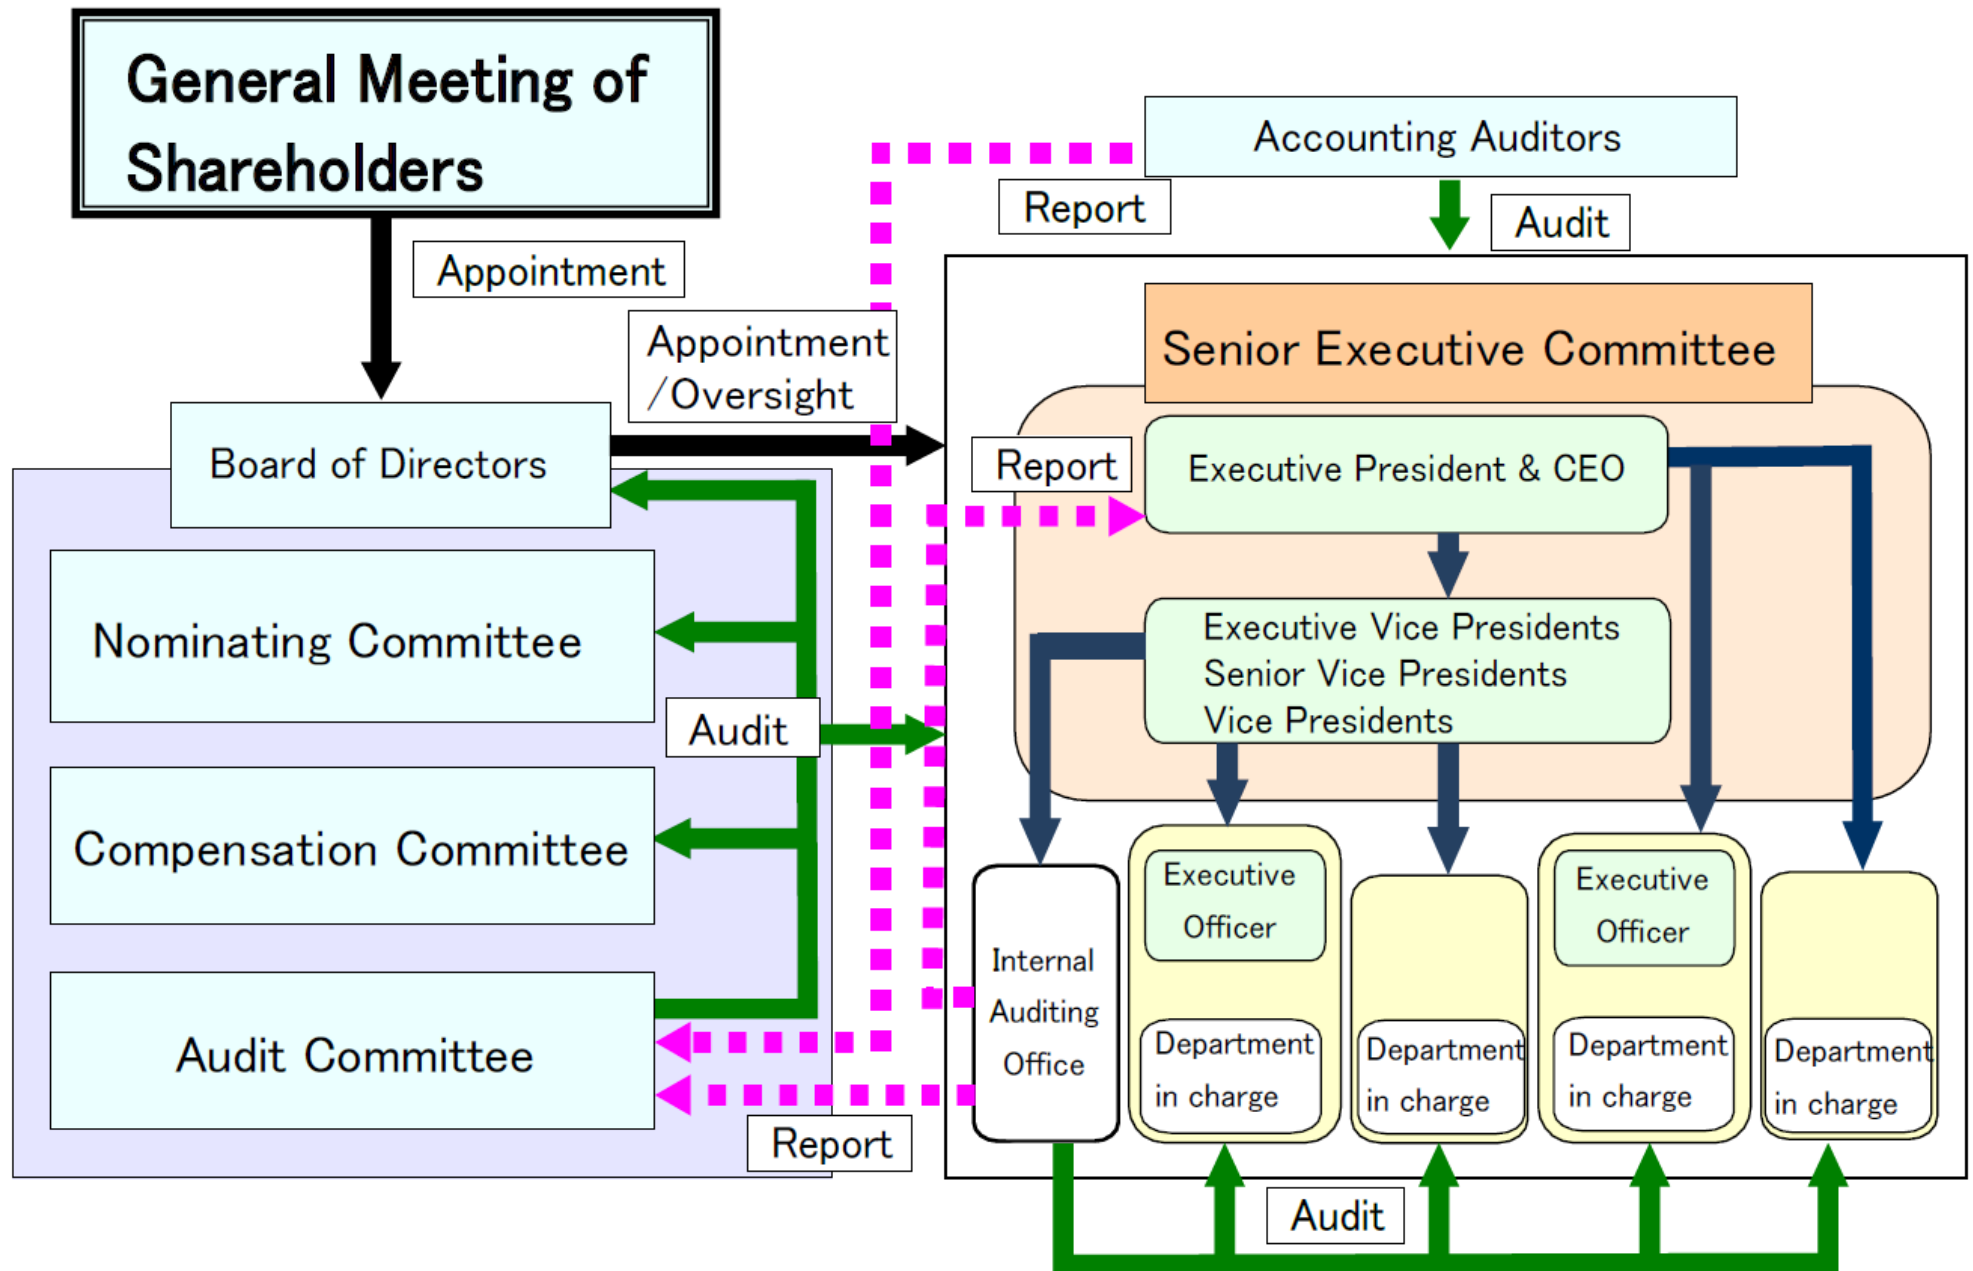 General Meeting of
Shareholders
Accounting Auditors
Report
Audit
Appointment
Appointment
/Oversight
Senior Executive Committee
Board of Directors
Report
Executive President & CEO
Nominating Committee
Executive Vice Presidents
Senior Vice Presidents
Vice Presidents
Audit
Compensation Committee
Audit Committee
Report
Internal
Auditing
Office
Executive
Officer
Department
in charge
Department
in charge
Executive
Officer
Department
in charge
Department
in charge
Audit